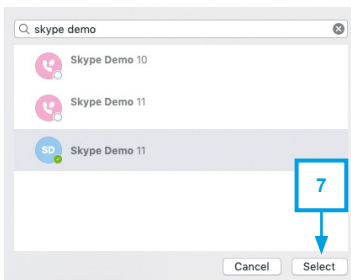 skype demo
Skype Demo 10
Skype Demo 11
SD Skype Demo 11
7
Cancel Select